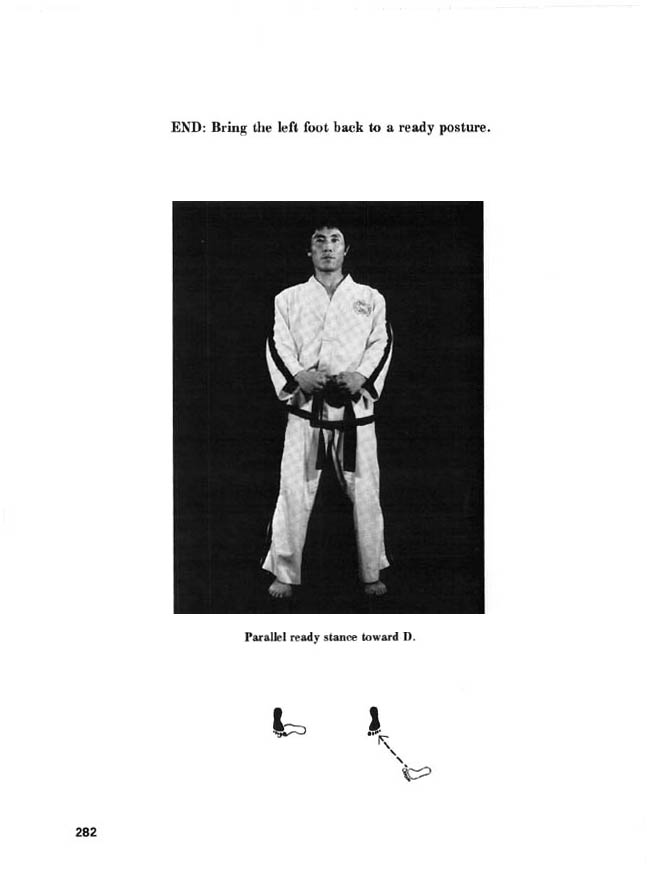 END: Bring the left foot back to a ready posture.
Parallel ready stance toward D.
282